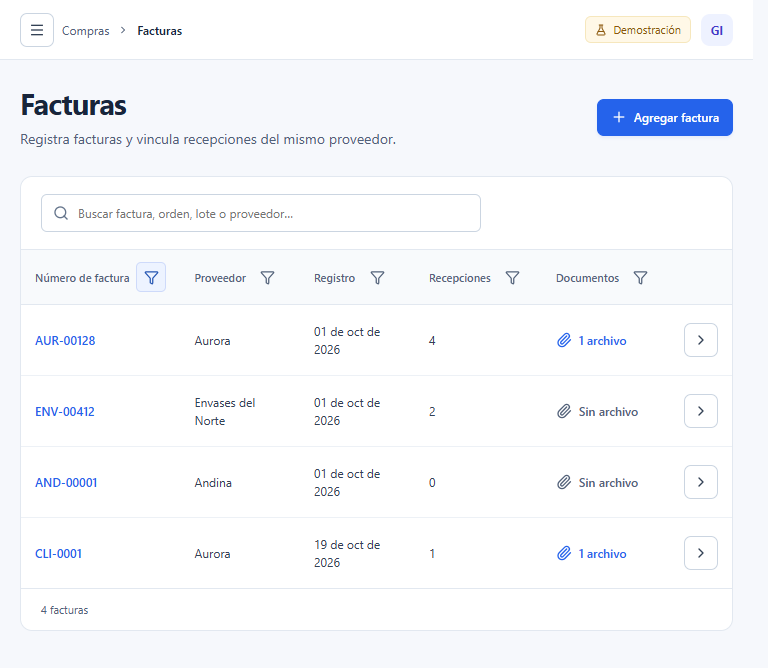 Compras > Facturas
Demostración
GI
Facturas
Registra facturas y vincula recepciones del mismo proveedor.
+ Agregar factura
Buscar factura, orden, lote o proveedor...
Número de factura Proveedor Registro Recepciones Documentos
AUR-00128 Aurora 01 de oct de 2026 4 1 archivo
ENV-00412 Envases del Norte 01 de oct de 2026 2 Sin archivo
AND-00001 Andina 01 de oct de 2026 0 Sin archivo
CLI-0001 Aurora 19 de oct de 2026 1 1 archivo
4 facturas